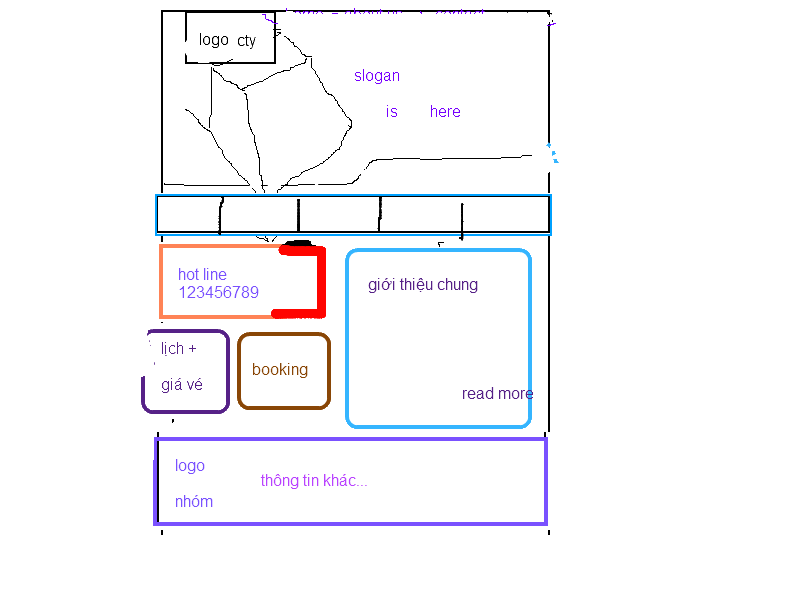 logo cty
slogan
is here
hot line
123456789
giới thiệu chung
lịch +
giá vé
booking
read more
logo
nhóm
thông tin khác...